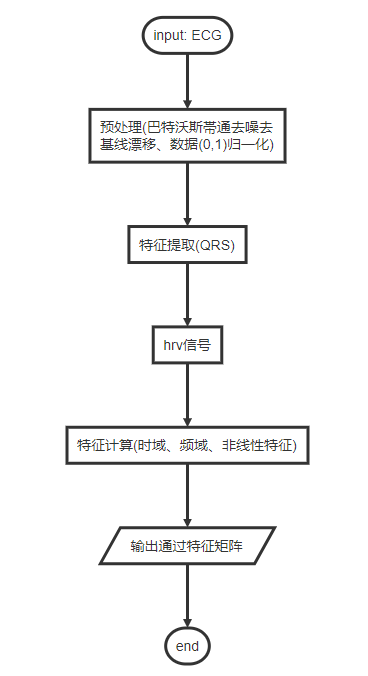 input: ECG
预处理(巴特沃斯带通去噪去
基线漂移、数据(0,1)归一化)
特征提取(QRS)
hrv信号
特征计算(时域、频域、非线性特征)
输出通过特征矩阵
end